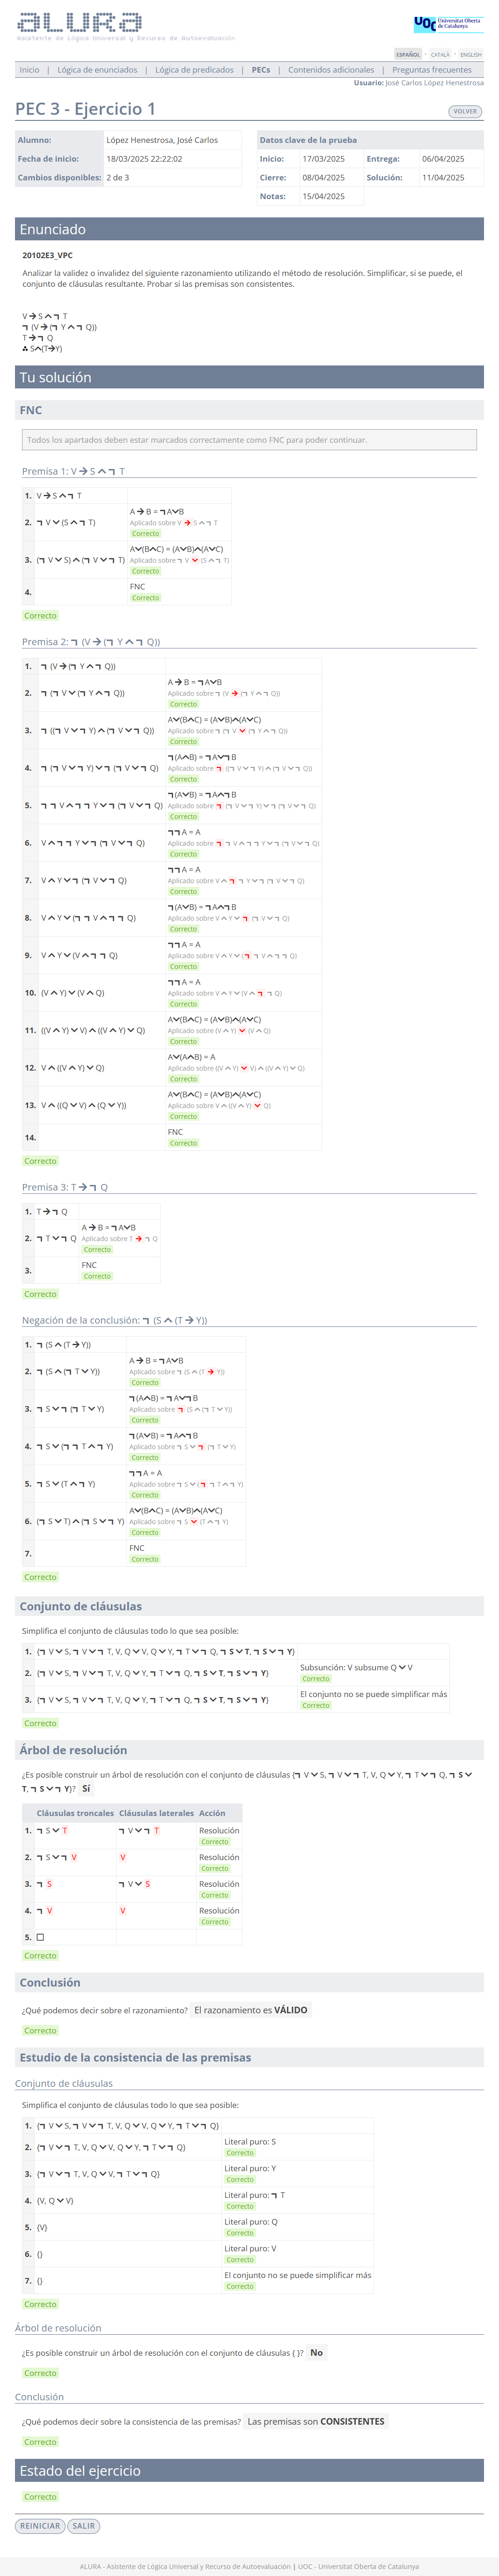 ALURA
Asistente de Lógica Universal y Recurso de Autoevaluación
UOC Universitat Oberta de Catalunya
ESPAÑOL · CATALÀ · ENGLISH
Inicio | Lógica de enunciados | Lógica de predicados | PECs | Contenidos adicionales | Preguntas frecuentes
Usuario: José Carlos López Henestrosa
PEC 3 - Ejercicio 1
VOLVER
Alumno: López Henestrosa, José Carlos
Fecha de inicio: 18/03/2025 22:22:02
Cambios disponibles: 2 de 3
Datos clave de la prueba
Inicio: 17/03/2025 Entrega: 06/04/2025
Cierre: 08/04/2025 Solución: 11/04/2025
Notas: 15/04/2025
Enunciado
20102E3_VPC
Analizar la validez o invalidez del siguiente razonamiento utilizando el método de resolución. Simplificar, si se puede, el
conjunto de cláusulas resultante. Probar si las premisas son consistentes.
V → S ∧ ¬ T
¬ (V → (¬ Y ∧ ¬ Q))
T → ¬ Q
∴ S∧(T→Y)
Tu solución
FNC
Todos los apartados deben estar marcados correctamente como FNC para poder continuar.
Premisa 1: V → S ∧ ¬ T
1. V → S ∧ ¬ T
2. ¬ V ∨ (S ∧ ¬ T) A → B = ¬A∨B
Aplicado sobre V → S ∧ ¬ T
Correcto
3. (¬ V ∨ S) ∧ (¬ V ∨ ¬ T) A∨(B∧C) = (A∨B)∧(A∨C)
Aplicado sobre ¬ V ∨ (S ∧ ¬ T)
Correcto
4. FNC
Correcto
Correcto
Premisa 2: ¬ (V → (¬ Y ∧ ¬ Q))
1. ¬ (V → (¬ Y ∧ ¬ Q))
2. ¬ (¬ V ∨ (¬ Y ∧ ¬ Q)) A → B = ¬A∨B
Aplicado sobre ¬ (V → (¬ Y ∧ ¬ Q))
Correcto
3. ¬ ((¬ V ∨ ¬ Y) ∧ (¬ V ∨ ¬ Q)) A∨(B∧C) = (A∨B)∧(A∨C)
Aplicado sobre ¬ (¬ V ∨ (¬ Y ∧ ¬ Q))
Correcto
4. ¬ (¬ V ∨ ¬ Y) ∨ ¬ (¬ V ∨ ¬ Q) ¬(A∧B) = ¬A∨¬B
Aplicado sobre ¬ ((¬ V ∨ ¬ Y) ∧ (¬ V ∨ ¬ Q))
Correcto
5. ¬ ¬ V ∧ ¬ ¬ Y ∨ ¬ (¬ V ∨ ¬ Q) ¬(A∨B) = ¬A∧¬B
Aplicado sobre ¬ (¬ V ∨ ¬ Y) ∨ ¬ (¬ V ∨ ¬ Q)
Correcto
6. V ∧ ¬ ¬ Y ∨ ¬ (¬ V ∨ ¬ Q) ¬¬A = A
Aplicado sobre ¬ ¬ V ∧ ¬ ¬ Y ∨ ¬ (¬ V ∨ ¬ Q)
Correcto
7. V ∧ Y ∨ ¬ (¬ V ∨ ¬ Q) ¬¬A = A
Aplicado sobre V ∧ ¬ ¬ Y ∨ ¬ (¬ V ∨ ¬ Q)
Correcto
8. V ∧ Y ∨ (¬ ¬ V ∧ ¬ ¬ Q) ¬(A∨B) = ¬A∧¬B
Aplicado sobre V ∧ Y ∨ ¬ (¬ V ∨ ¬ Q)
Correcto
9. V ∧ Y ∨ (V ∧ ¬ ¬ Q) ¬¬A = A
Aplicado sobre V ∧ Y ∨ (¬ ¬ V ∧ ¬ ¬ Q)
Correcto
10. (V ∧ Y) ∨ (V ∧ Q) ¬¬A = A
Aplicado sobre V ∧ Y ∨ (V ∧ ¬ ¬ Q)
Correcto
11. ((V ∧ Y) ∨ V) ∧ ((V ∧ Y) ∨ Q) A∨(B∧C) = (A∨B)∧(A∨C)
Aplicado sobre (V ∧ Y) ∨ (V ∧ Q)
Correcto
12. V ∧ ((V ∧ Y) ∨ Q) A∨(A∧B) = A
Aplicado sobre ((V ∧ Y) ∨ V) ∧ ((V ∧ Y) ∨ Q)
Correcto
13. V ∧ ((Q ∨ V) ∧ (Q ∨ Y)) A∨(B∧C) = (A∨B)∧(A∨C)
Aplicado sobre V ∧ ((V ∧ Y) ∨ Q)
Correcto
14. FNC
Correcto
Correcto
Premisa 3: T → ¬ Q
1. T → ¬ Q
2. ¬ T ∨ ¬ Q A → B = ¬A∨B
Aplicado sobre T → ¬ Q
Correcto
3. FNC
Correcto
Correcto
Negación de la conclusión: ¬ (S ∧ (T → Y))
1. ¬ (S ∧ (T → Y))
2. ¬ (S ∧ (¬ T ∨ Y)) A → B = ¬A∨B
Aplicado sobre ¬ (S ∧ (T → Y))
Correcto
3. ¬ S ∨ ¬ (¬ T ∨ Y) ¬(A∧B) = ¬A∨¬B
Aplicado sobre ¬ (S ∧ (¬ T ∨ Y))
Correcto
4. ¬ S ∨ (¬ ¬ T ∧ ¬ Y) ¬(A∨B) = ¬A∧¬B
Aplicado sobre ¬ S ∨ ¬ (¬ T ∨ Y)
Correcto
5. ¬ S ∨ (T ∧ ¬ Y) ¬¬A = A
Aplicado sobre ¬ S ∨ (¬ ¬ T ∧ ¬ Y)
Correcto
6. (¬ S ∨ T) ∧ (¬ S ∨ ¬ Y) A∨(B∧C) = (A∨B)∧(A∨C)
Aplicado sobre ¬ S ∨ (T ∧ ¬ Y)
Correcto
7. FNC
Correcto
Correcto
Conjunto de cláusulas
Simplifica el conjunto de cláusulas todo lo que sea posible:
1. {¬ V ∨ S, ¬ V ∨ ¬ T, V, Q ∨ V, Q ∨ Y, ¬ T ∨ ¬ Q, ¬ S ∨ T, ¬ S ∨ ¬ Y}
2. {¬ V ∨ S, ¬ V ∨ ¬ T, V, Q ∨ Y, ¬ T ∨ ¬ Q, ¬ S ∨ T, ¬ S ∨ ¬ Y} Subsunción: V subsume Q ∨ V
Correcto
3. {¬ V ∨ S, ¬ V ∨ ¬ T, V, Q ∨ Y, ¬ T ∨ ¬ Q, ¬ S ∨ T, ¬ S ∨ ¬ Y} El conjunto no se puede simplificar más
Correcto
Correcto
Árbol de resolución
¿Es posible construir un árbol de resolución con el conjunto de cláusulas {¬ V ∨ S, ¬ V ∨ ¬ T, V, Q ∨ Y, ¬ T ∨ ¬ Q, ¬ S ∨
T, ¬ S ∨ ¬ Y}? Sí
Cláusulas troncales Cláusulas laterales Acción
1. ¬ S ∨ T ¬ V ∨ ¬ T Resolución
Correcto
2. ¬ S ∨ ¬ V V Resolución
Correcto
3. ¬ S ¬ V ∨ S Resolución
Correcto
4. ¬ V V Resolución
Correcto
5. □
Correcto
Conclusión
¿Qué podemos decir sobre el razonamiento? El razonamiento es VÁLIDO
Correcto
Estudio de la consistencia de las premisas
Conjunto de cláusulas
Simplifica el conjunto de cláusulas todo lo que sea posible:
1. {¬ V ∨ S, ¬ V ∨ ¬ T, V, Q ∨ V, Q ∨ Y, ¬ T ∨ ¬ Q}
2. {¬ V ∨ ¬ T, V, Q ∨ V, Q ∨ Y, ¬ T ∨ ¬ Q} Literal puro: S
Correcto
3. {¬ V ∨ ¬ T, V, Q ∨ V, ¬ T ∨ ¬ Q} Literal puro: Y
Correcto
4. {V, Q ∨ V} Literal puro: ¬ T
Correcto
5. {V} Literal puro: Q
Correcto
6. {} Literal puro: V
Correcto
7. {} El conjunto no se puede simplificar más
Correcto
Correcto
Árbol de resolución
¿Es posible construir un árbol de resolución con el conjunto de cláusulas { }? No
Correcto
Conclusión
¿Qué podemos decir sobre la consistencia de las premisas? Las premisas son CONSISTENTES
Correcto
Estado del ejercicio
Correcto
REINICIAR SALIR
ALURA - Asistente de Lógica Universal y Recurso de Autoevaluación | UOC - Universitat Oberta de Catalunya